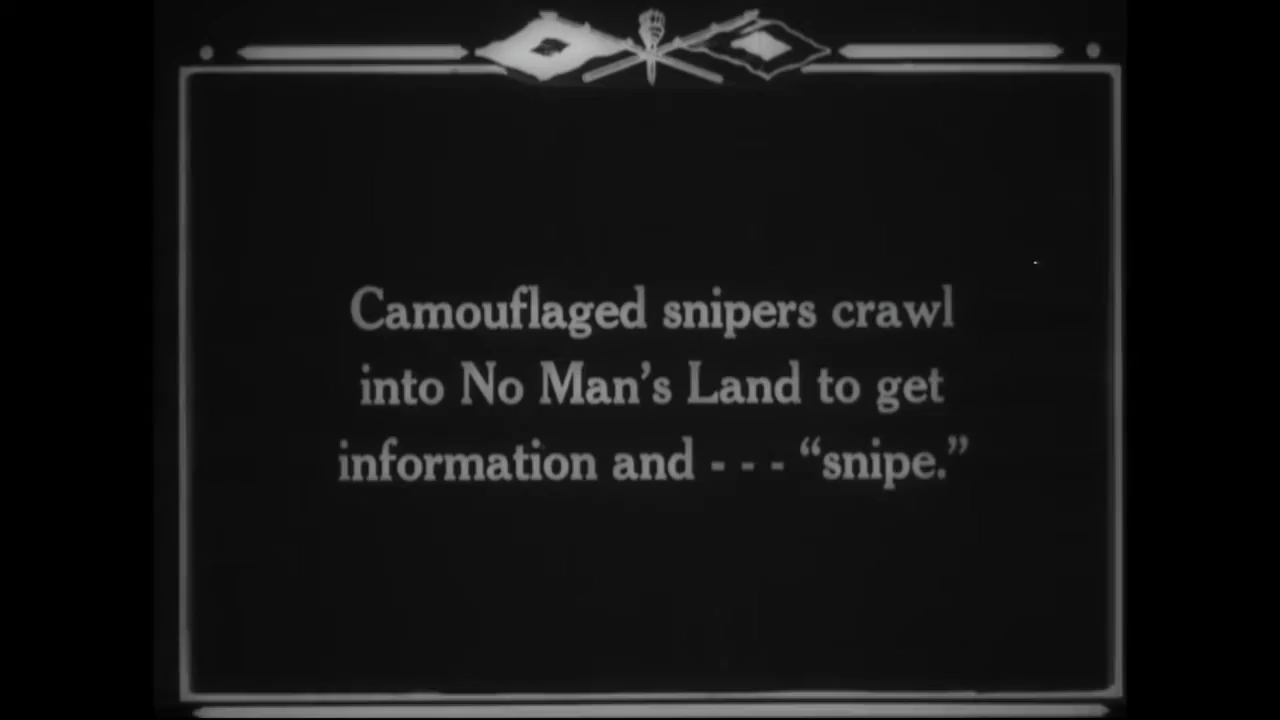 Camouflaged snipers crawl
into No Man’s Land to get
information and - - - “snipe.”